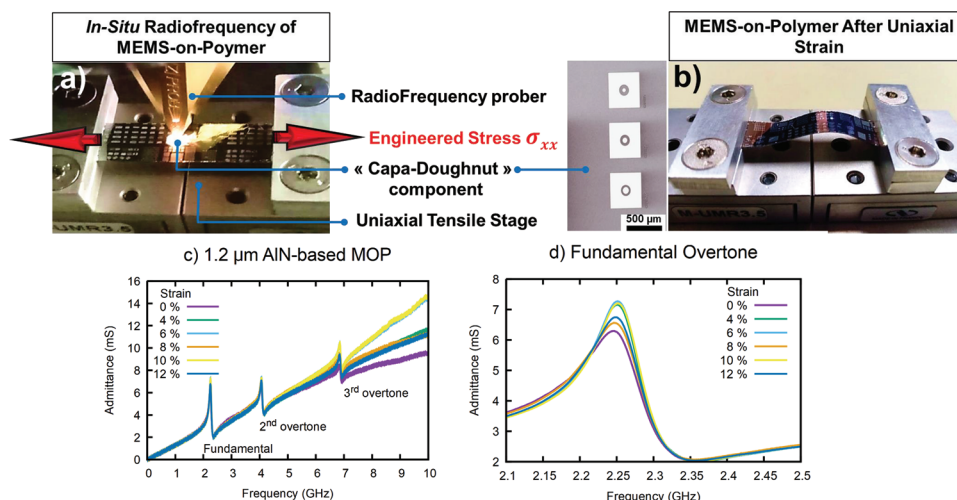 In-Situ Radiofrequency of
MEMS-on-Poymer
MEMS-on-Polymer After Uniaxial
Strain
a)
RadioFrequency prober
Engineered Stress σxx
« Capa-Doughnut »
component
Uniaxial Tensile Stage
500 µm
b)
M-UMR3.5
c) 1.2 µm AlN-based MOP
Admittance (mS)
16
14
12
10
8
6
4
2
0
Strain
0 %
4 %
6 %
8 %
10 %
12 %
Fundamental
2nd overtone
3rd overtone
0 1 2 3 4 5 6 7 8 9 10
Frequency (GHz)
d) Fundamental Overtone
Admittance (mS)
8
7
6
5
4
3
2
Strain
0 %
4 %
6 %
8 %
10 %
12 %
2.1 2.15 2.2 2.25 2.3 2.35 2.4 2.45 2.5
Frequency (GHz)